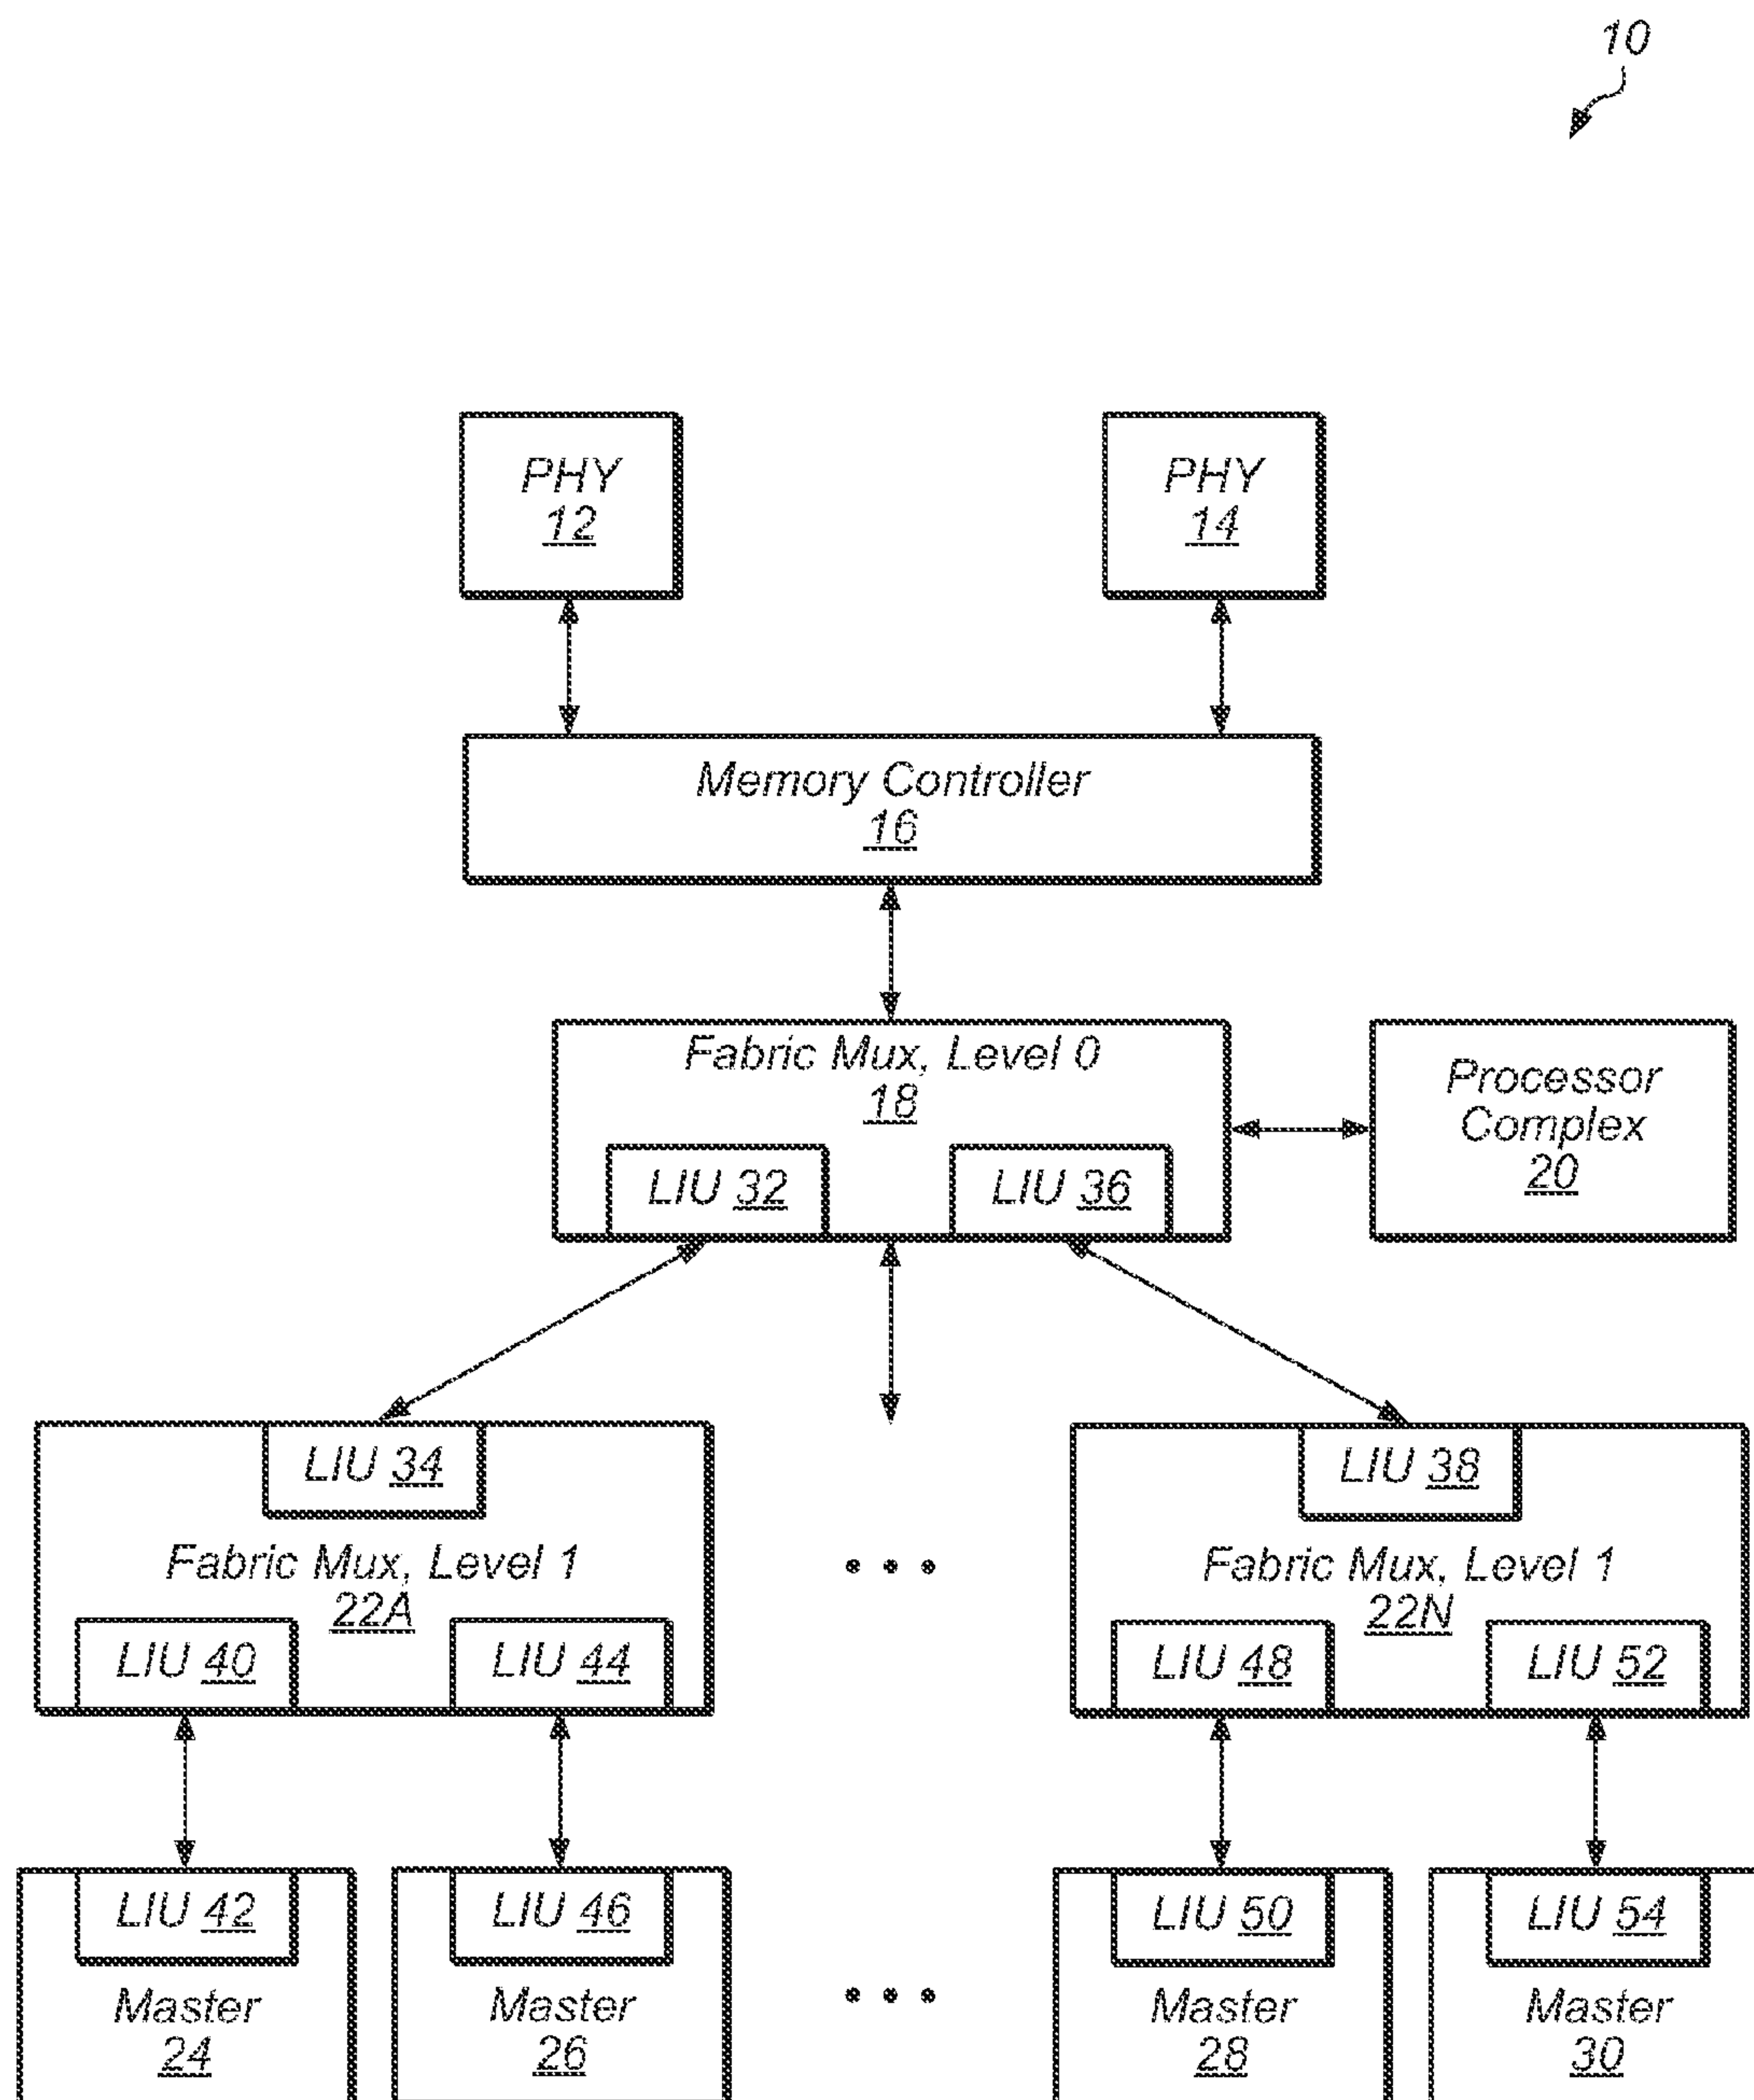 10
PHY
12
PHY
14
Memory Controller
16
Fabric Mux, Level 0
18
LIU 32
LIU 36
Processor
Complex
20
LIU 34
Fabric Mux, Level 1
22A
LIU 40
LIU 44
• • •
LIU 38
Fabric Mux, Level 1
22N
LIU 48
LIU 52
LIU 42
Master
24
LIU 46
Master
26
• • •
LIU 50
Master
28
LIU 54
Master
30